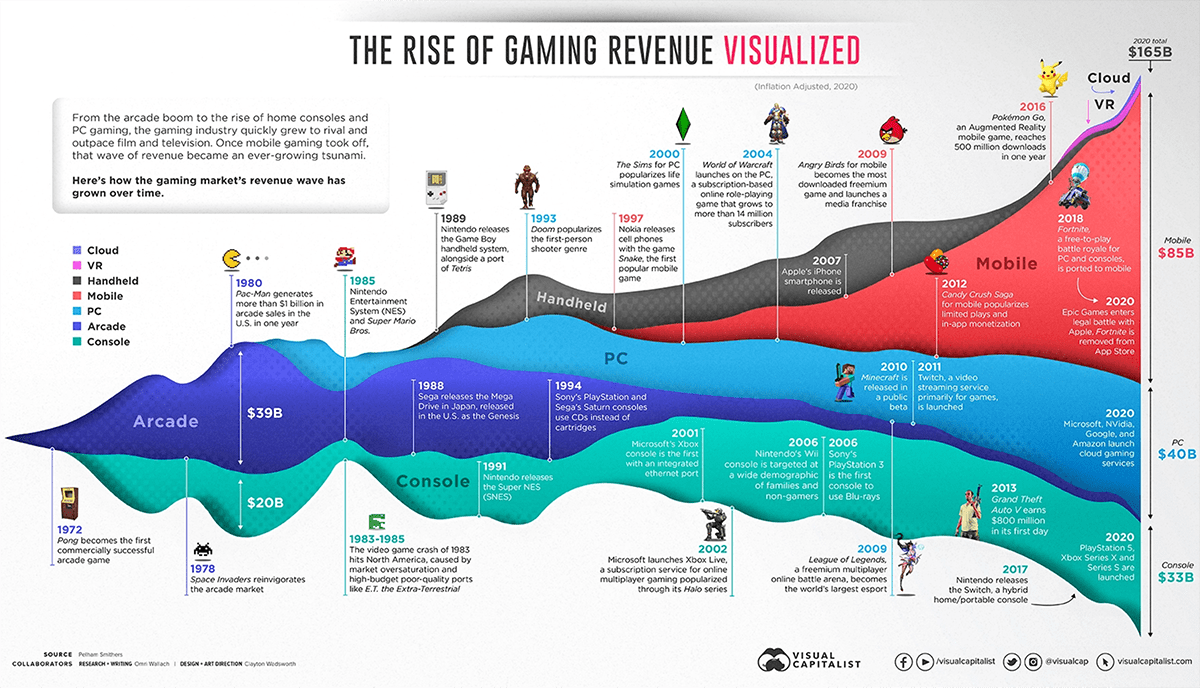 THE RISE OF GAMING REVENUE VISUALIZED
(Inflation Adjusted, 2020)
2020 total
$165B
From the arcade boom to the rise of home consoles and
PC gaming, the gaming industry quickly grew to rival and
outpace film and television. Once mobile gaming took off,
that wave of revenue became an ever-growing tsunami.
Here's how the gaming market's revenue wave has
grown over time.
Cloud
VR
Handheld
Mobile
PC
Arcade
Console
1980
Pac-Man generates
more than $1 billion in
arcade sales in the
U.S. in one year
1985
Nintendo
Entertainment
System (NES)
and Super Mario
Bros.
1989
Nintendo releases
the Game Boy
handheld system,
alongside a port
of Tetris
1993
Doom popularizes
the first-person
shooter genre
1997
Nokia releases
cell phones
with the game
Snake, the first
popular mobile
game
2000
The Sims for PC
popularizes life
simulation games
2004
World of Warcraft
launches on the PC,
a subscription-based
online role-playing
game that grows to
more than 14 million
subscribers
2009
Angry Birds for mobile
becomes the most
downloaded freemium
game and launches a
media franchise
2016
Pokémon Go,
an Augmented Reality
mobile game, reaches
500 million downloads
in one year
Cloud
VR
2007
Apple's iPhone
smartphone is
released
Mobile
2012
Candy Crush Saga
for mobile popularizes
limited plays and
in-app monetization
2018
Fortnite,
a free-to-play
battle royale for
PC and consoles,
is ported to mobile
2020
Epic Games enters
legal battle with
Apple, Fortnite is
removed from
App Store
Mobile
$85B
Handheld
PC
Arcade
$39B
1988
Sega releases the Mega
Drive in Japan, released
in the U.S. as the Genesis
1994
Sony's PlayStation and
Sega's Saturn consoles
use CDs instead of
cartridges
2010
Minecraft is
released in
a public
beta
2011
Twitch, a video
streaming service
primarily for games,
is launched
2020
Microsoft, NVidia,
Google, and
Amazon launch
cloud gaming
services
PC
$40B
Console
$20B
1991
Nintendo releases
the Super NES
(SNES)
2001
Microsoft's Xbox
console is the first
with an integrated
ethernet port
2006
Nintendo's Wii
console is targeted at
a wide demographic
of families and
non-gamers
2006
Sony's
PlayStation 3
is the first
console to
use Blu-rays
2013
Grand Theft
Auto V earns
$800 million
in its first day
2020
PlayStation 5,
Xbox Series X and
Series S are
launched
Console
$33B
1972
Pong becomes the first
commercially successful
arcade game
1978
Space Invaders reinvigorates
the arcade market
1983-1985
The video game crash of 1983
hits North America, caused by
market oversaturation and
high-budget poor-quality ports
like E.T. the Extra-Terrestrial
2002
Microsoft launches Xbox Live,
a subscription service for online
multiplayer gaming popularized
through its Halo series
2009
League of Legends,
a freemium multiplayer
online battle arena, becomes
the world's largest esport
2017
Nintendo releases
the Switch, a hybrid
home/portable console
SOURCE Pelham Smithers
COLLABORATORS RESEARCH + WRITING Omri Wallach | DESIGN + ART DIRECTION Clayton Wadsworth
VISUAL
CAPITALIST
/visualcapitalist
@visualcap
visualcapitalist.com